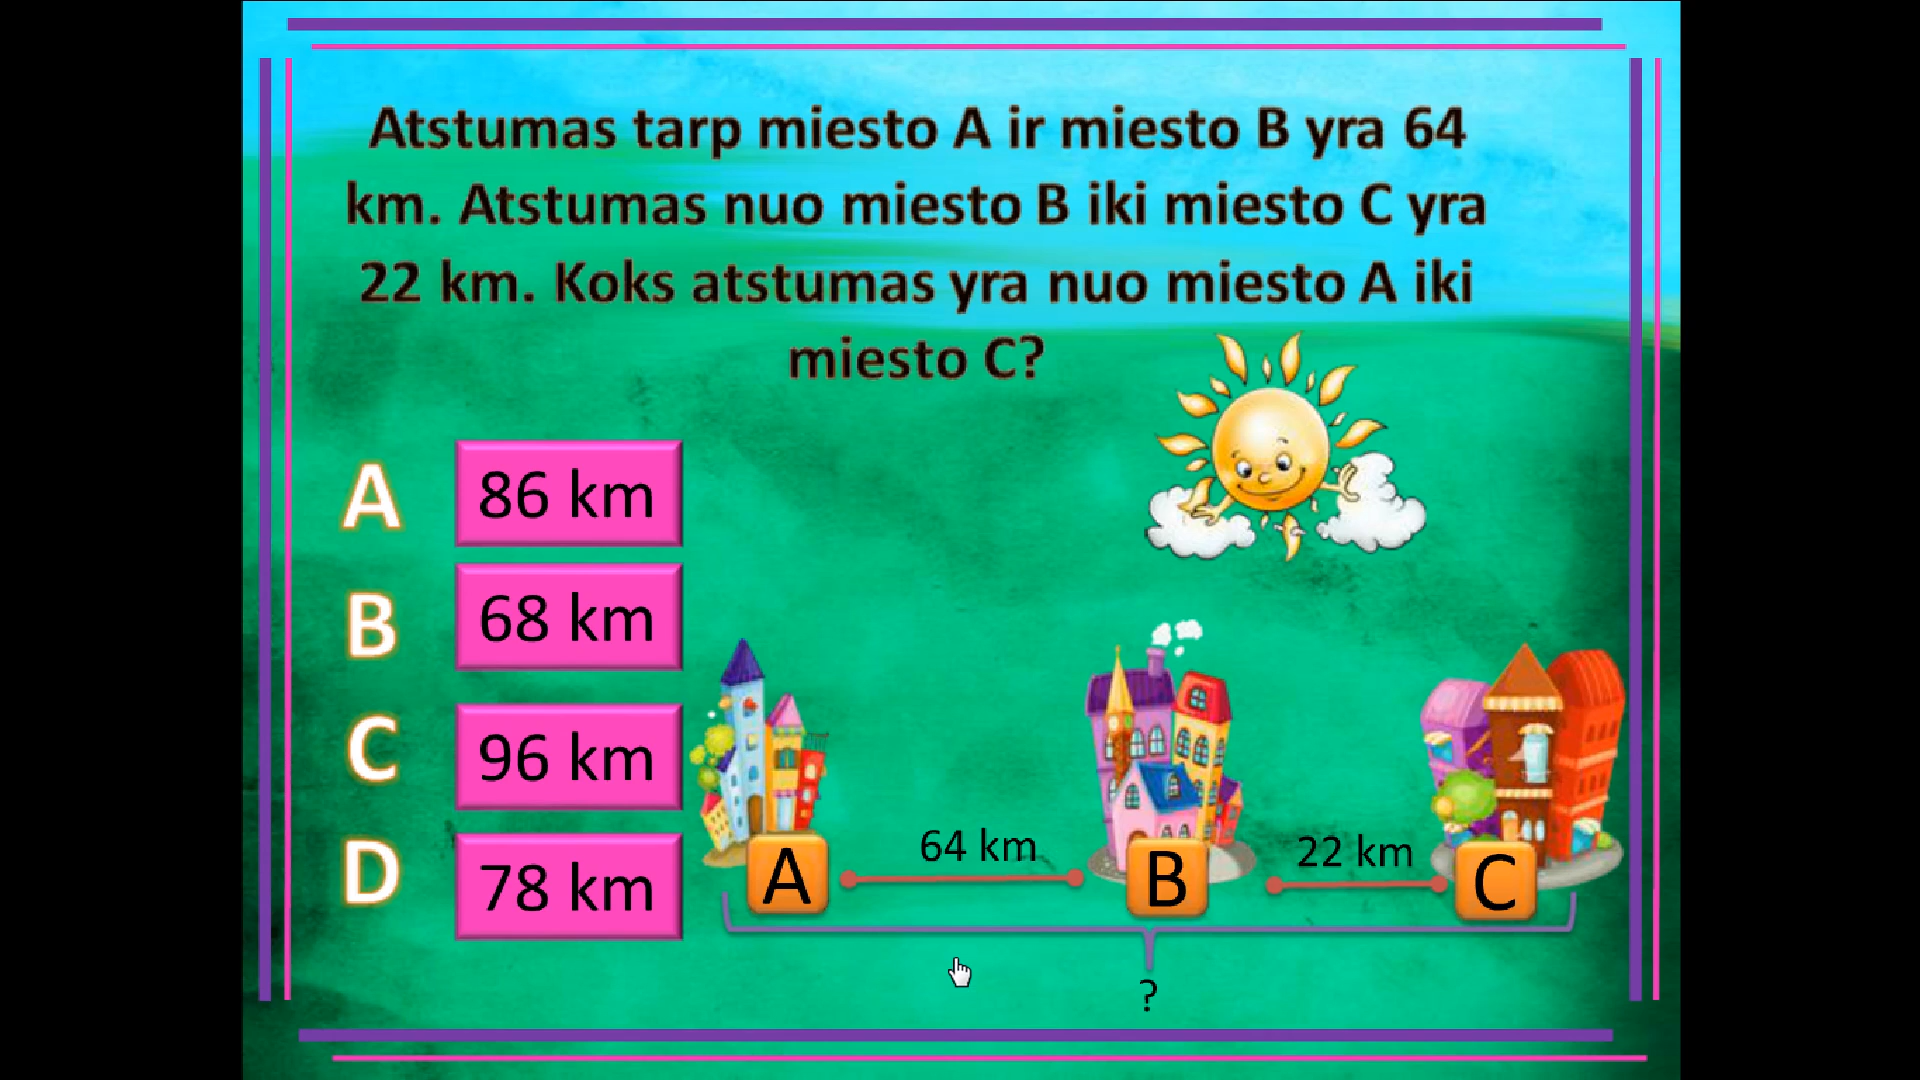 Atstumas tarp miesto A ir miesto B yra 64
km. Atstumas nuo miesto B iki miesto C yra
22 km. Koks atstumas yra nuo miesto A iki
miesto C?
A 86 km
B 68 km
C 96 km
D 78 km
64 km
22 km
A B C
?